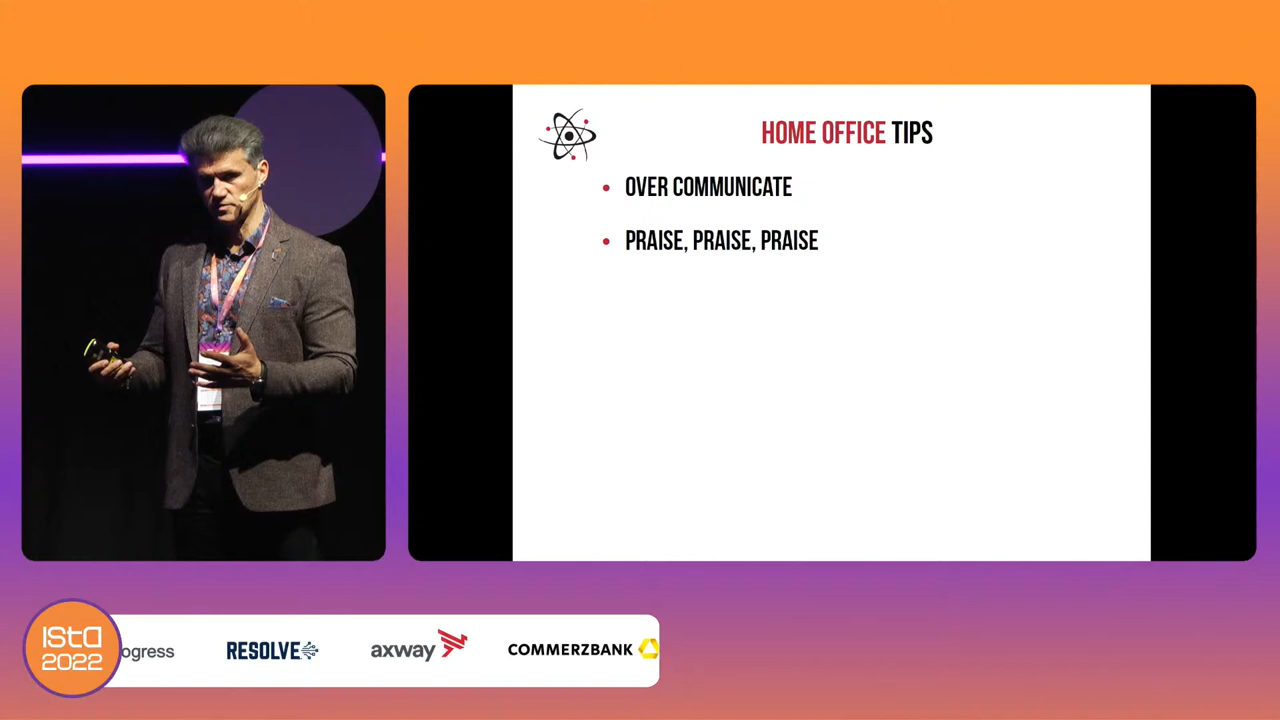 HOME OFFICE TIPS
• OVER COMMUNICATE
• PRAISE, PRAISE, PRAISE
ista
2022
ogress
RESOLVE
axway
COMMERZBANK